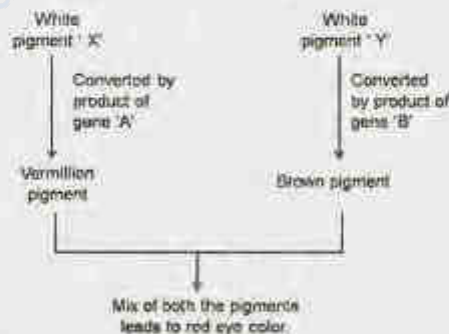 White
pigment ' X'
White
pigment ' Y'
Converted by
product of
gene 'A'
Converted
by product of
gene 'B'
Vermillion
pigment
Brown pigment
Mix of both the pigments
leads to red eye color